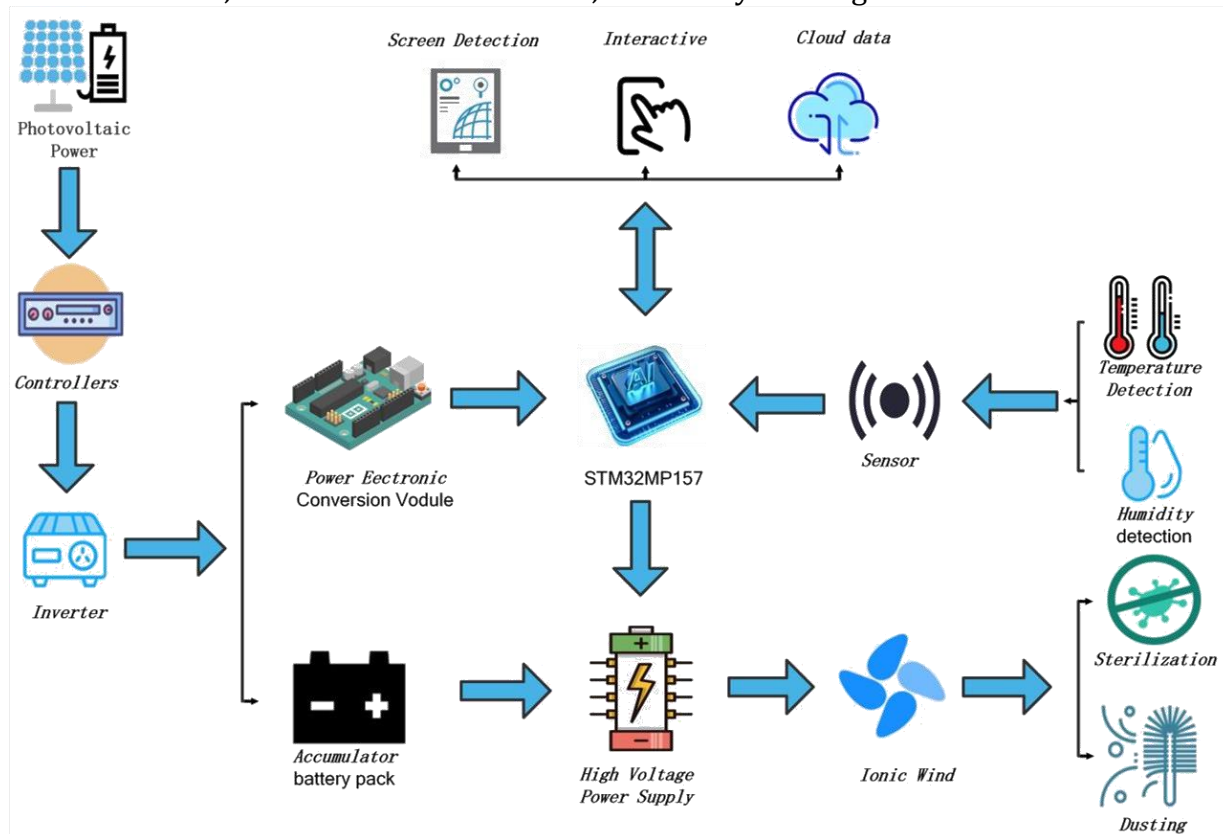 Screen Detection
Interactive
Cloud data
Photovoltaic
Power
Controllers
Temperature
Detection
Power Eectronic
Conversion Vodule
STM32MP157
Sensor
Humidity
detection
Inverter
Sterilization
Accumulator
battery pack
High Voltage
Power Supply
Ionic Wind
Dusting
AI